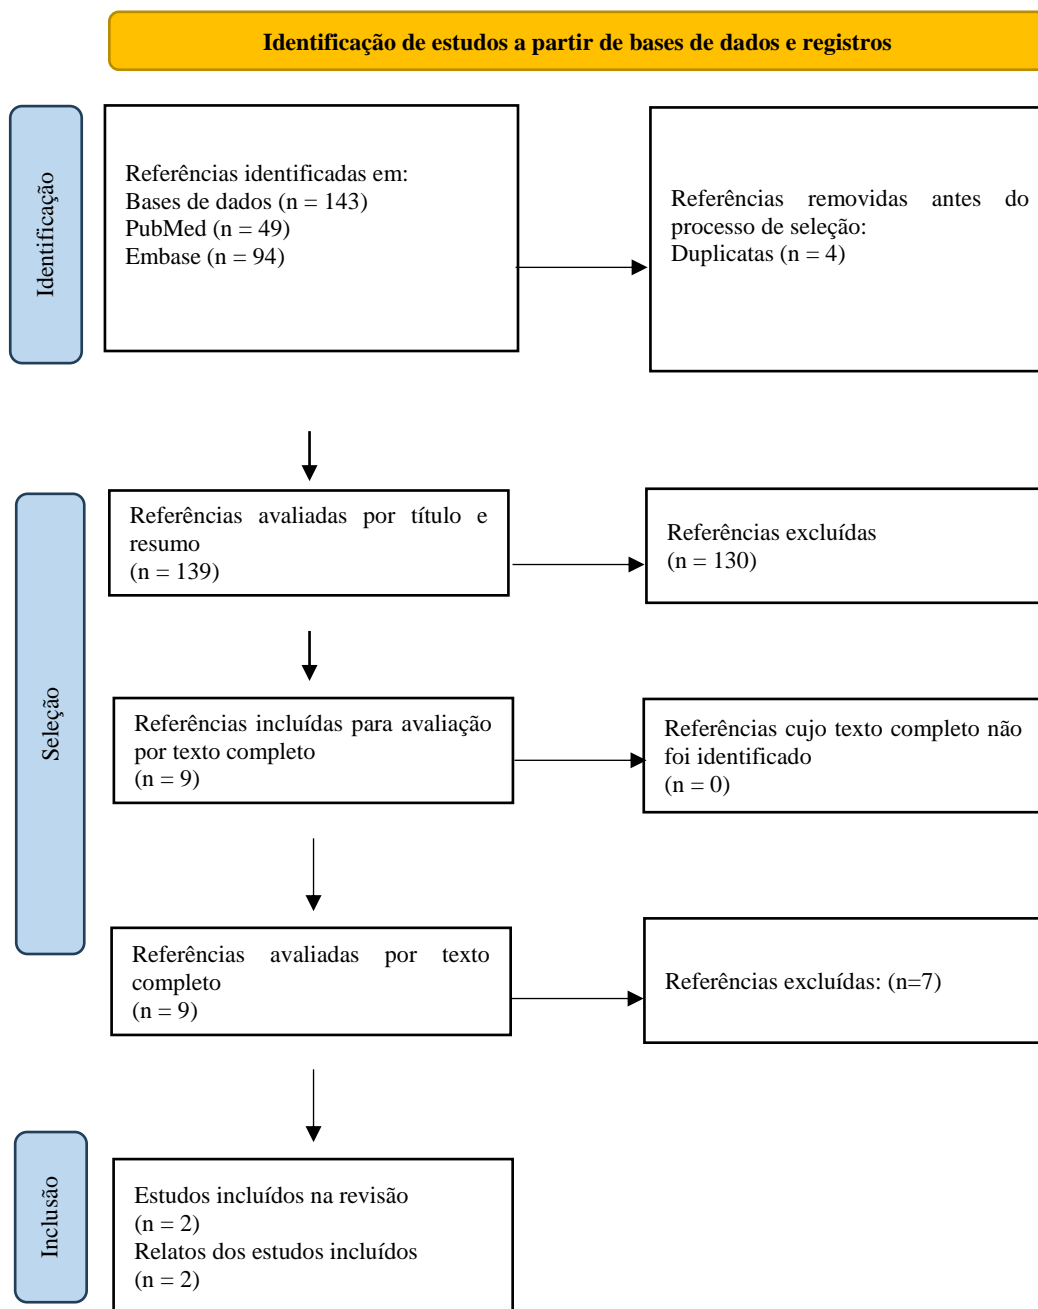 Identificação de estudos a partir de bases de dados e registros
Identificação
Referências identificadas em:
Bases de dados (n = 143)
PubMed (n = 49)
Embase (n = 94)
Referências removidas antes do
processo de seleção:
Duplicatas (n = 4)
Seleção
Referências avaliadas por título e
resumo
(n = 139)
Referências excluídas
(n = 130)
Referências incluídas para avaliação
por texto completo
(n = 9)
Referências cujo texto completo não
foi identificado
(n = 0)
Referências avaliadas por texto
completo
(n = 9)
Referências excluídas: (n=7)
Inclusão
Estudos incluídos na revisão
(n = 2)
Relatos dos estudos incluídos
(n = 2)